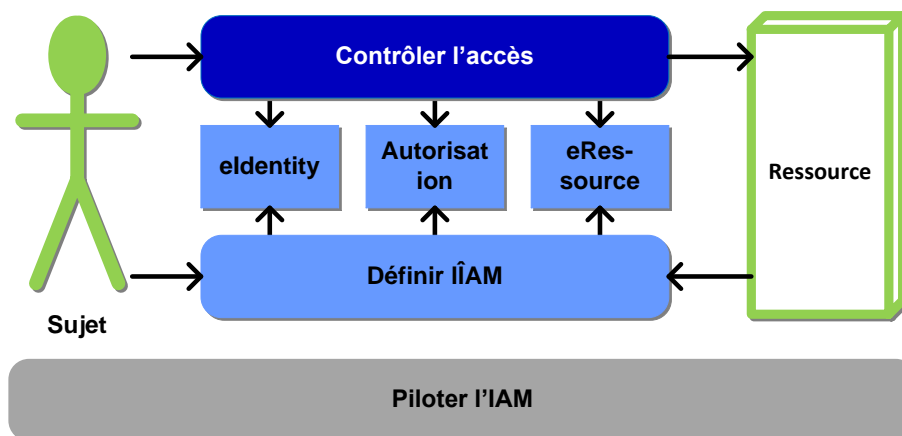 Contrôler l’accès
eIdentity
Autorisat
ion
eRes-
source
Ressource
Définir lÎAM
Sujet
Piloter l’IAM